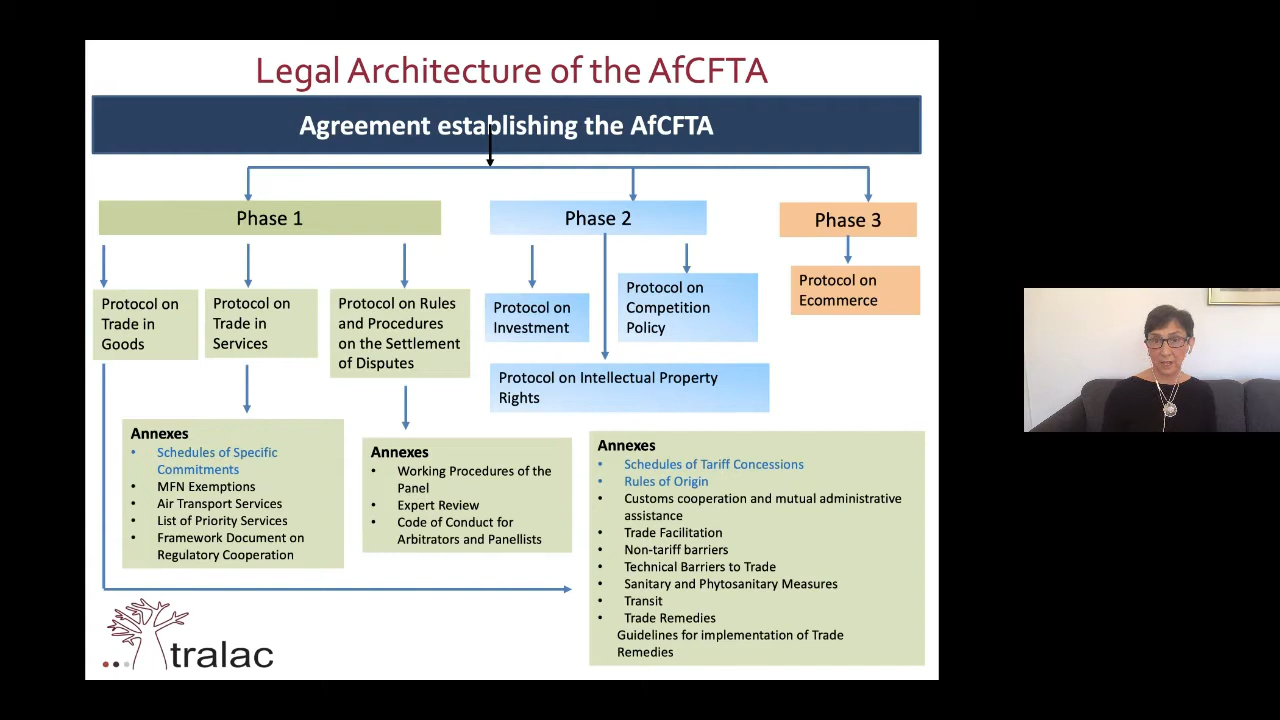 Legal Architecture of the AfCFTA
Agreement establishing the AfCFTA
Phase 1
Phase 2
Phase 3
Protocol on
Trade in
Goods
Protocol on
Trade in
Services
Protocol on Rules
and Procedures
on the Settlement
of Disputes
Protocol on
Investment
Protocol on
Competition
Policy
Protocol on Intellectual Property
Rights
Protocol on
Ecommerce
Annexes
• Schedules of Specific
Commitments
• MFN Exemptions
• Air Transport Services
• List of Priority Services
• Framework Document on
Regulatory Cooperation
Annexes
• Working Procedures of the
Panel
• Expert Review
• Code of Conduct for
Arbitrators and Panellists
Annexes
• Schedules of Tariff Concessions
• Rules of Origin
• Customs cooperation and mutual administrative
assistance
• Trade Facilitation
• Non-tariff barriers
• Technical Barriers to Trade
• Sanitary and Phytosanitary Measures
• Transit
• Trade Remedies
Guidelines for implementation of Trade
Remedies
tralac